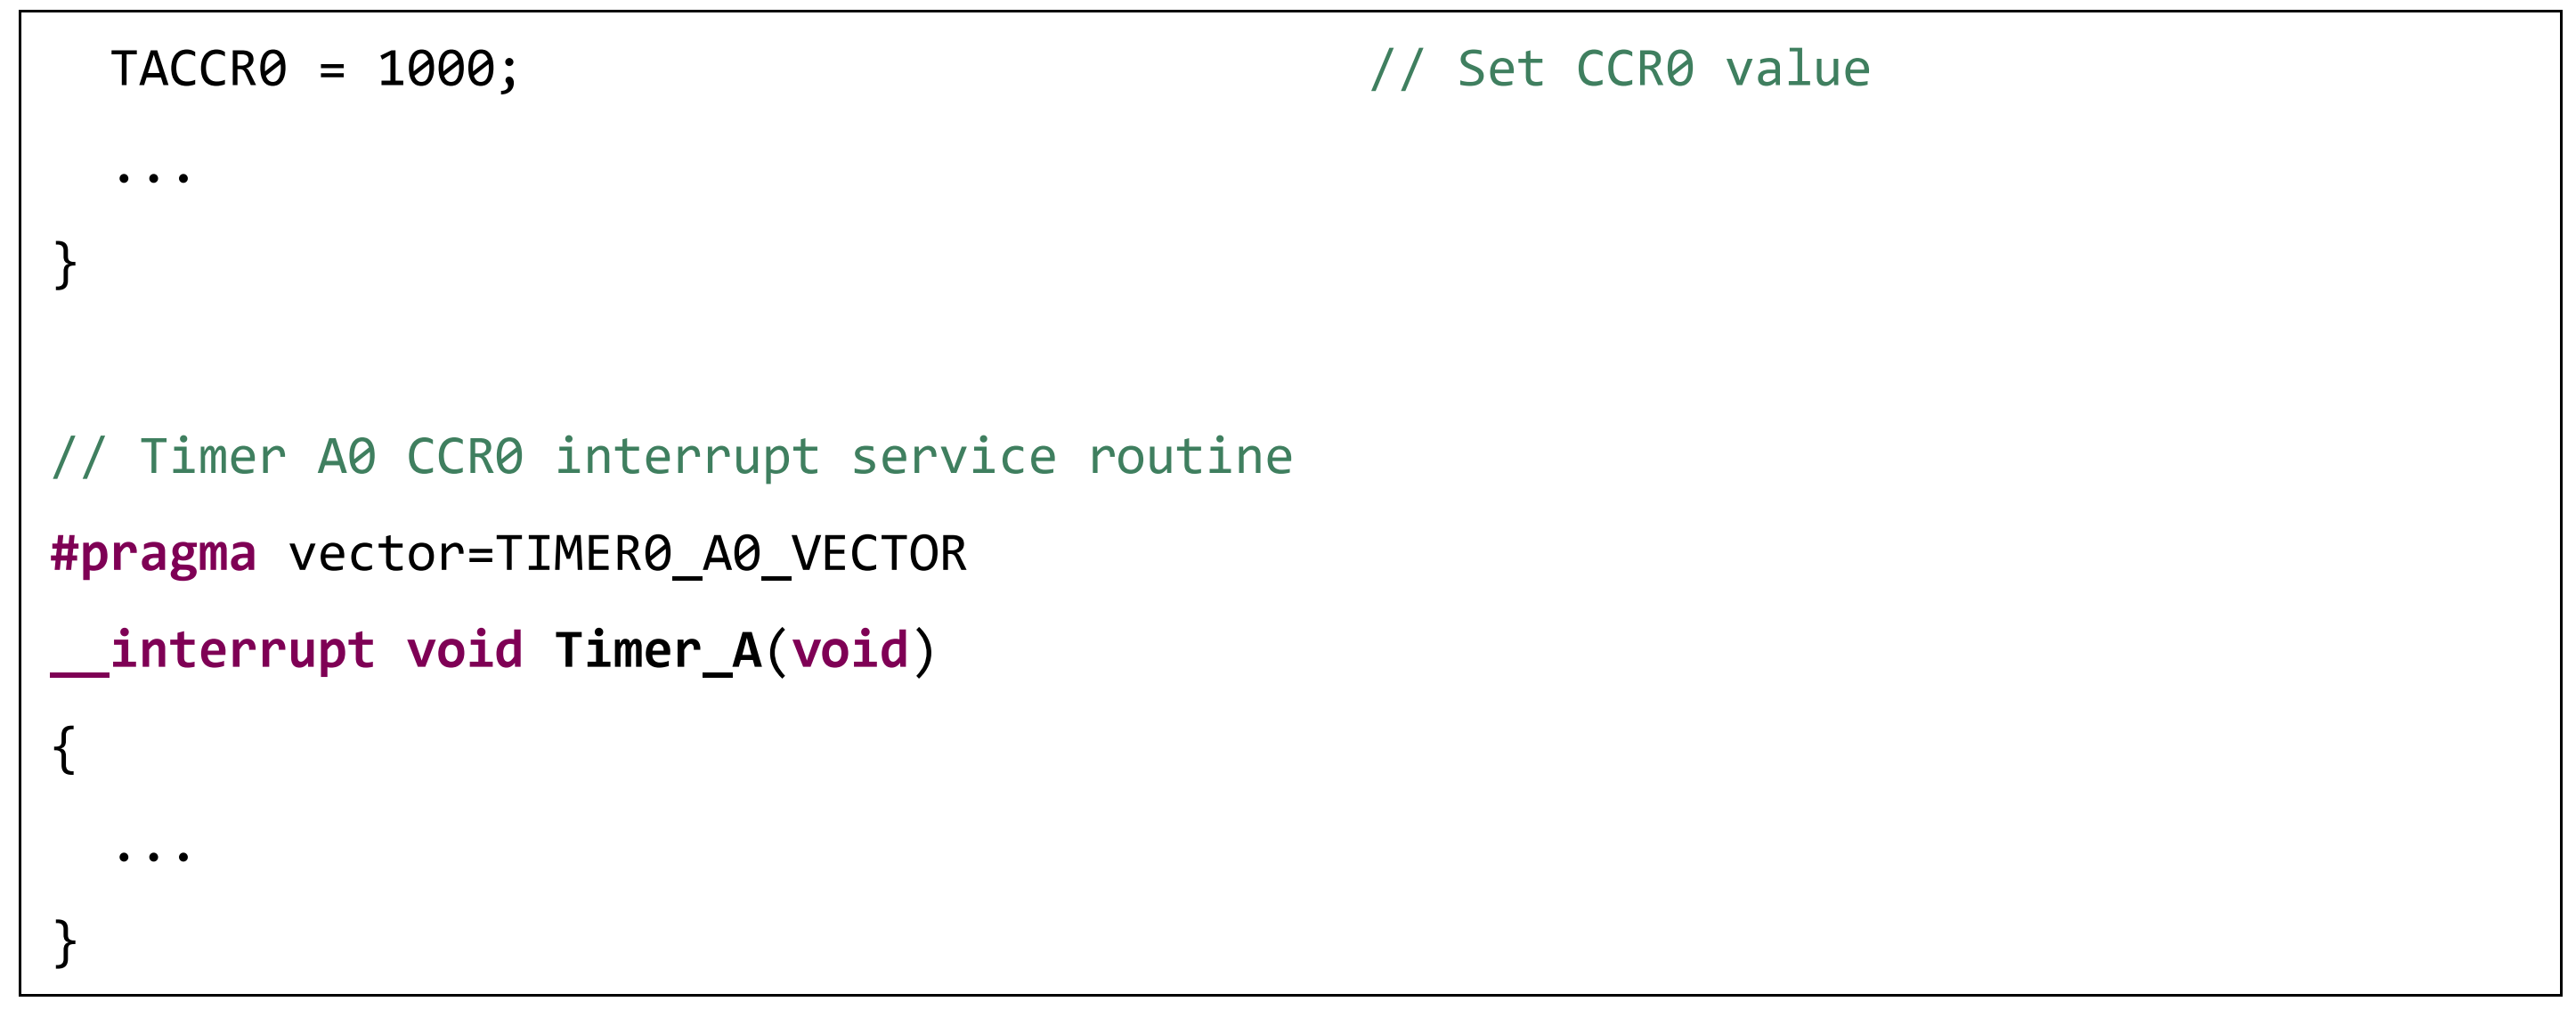 TACCR0 = 1000; // Set CCR0 value
...
}
// Timer A0 CCR0 interrupt service routine
#pragma vector=TIMER0_A0_VECTOR
__interrupt void Timer_A(void)
{
...
}